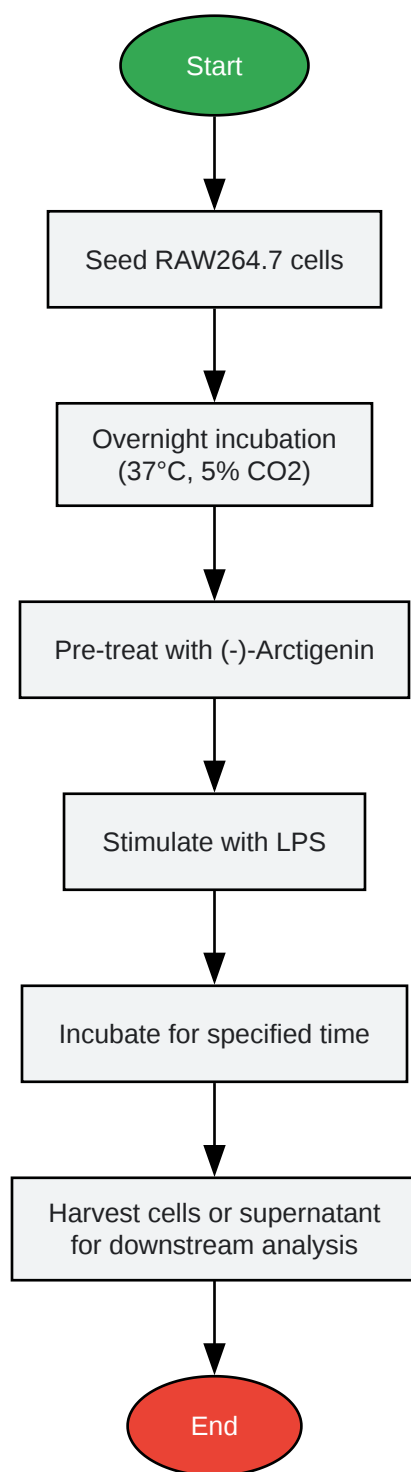 Start
Seed RAW264.7 cells
Overnight incubation
(37°C, 5% CO2)
Pre-treat with (-)-Arctigenin
Stimulate with LPS
Incubate for specified time
Harvest cells or supernatant
for downstream analysis
End